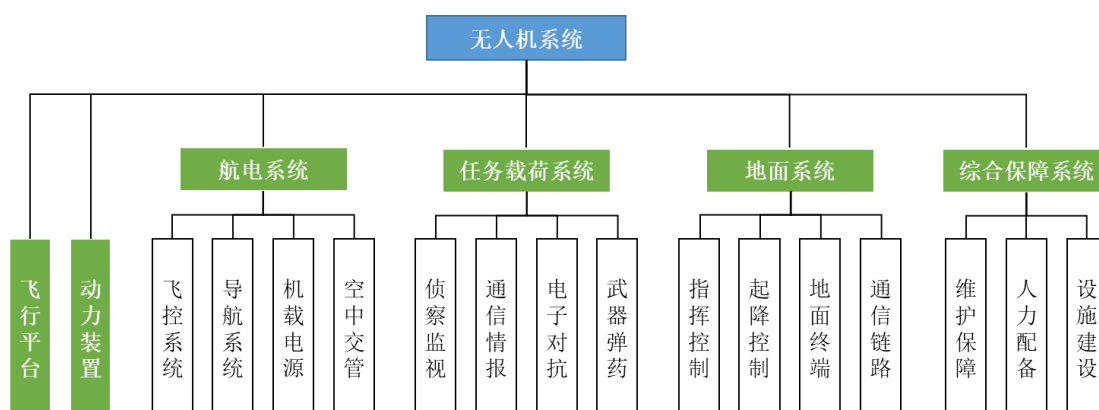 无人机系统
航电系统
任务载荷系统
地面系统
综合保障系统
飞行平台
动力装置
飞控系统
导航系统
机载电源
空中交管
侦察监视
通信情报
电子对抗
武器弹药
指挥控制
起降控制
地面终端
通信链路
维护保障
人力配备
设施建设